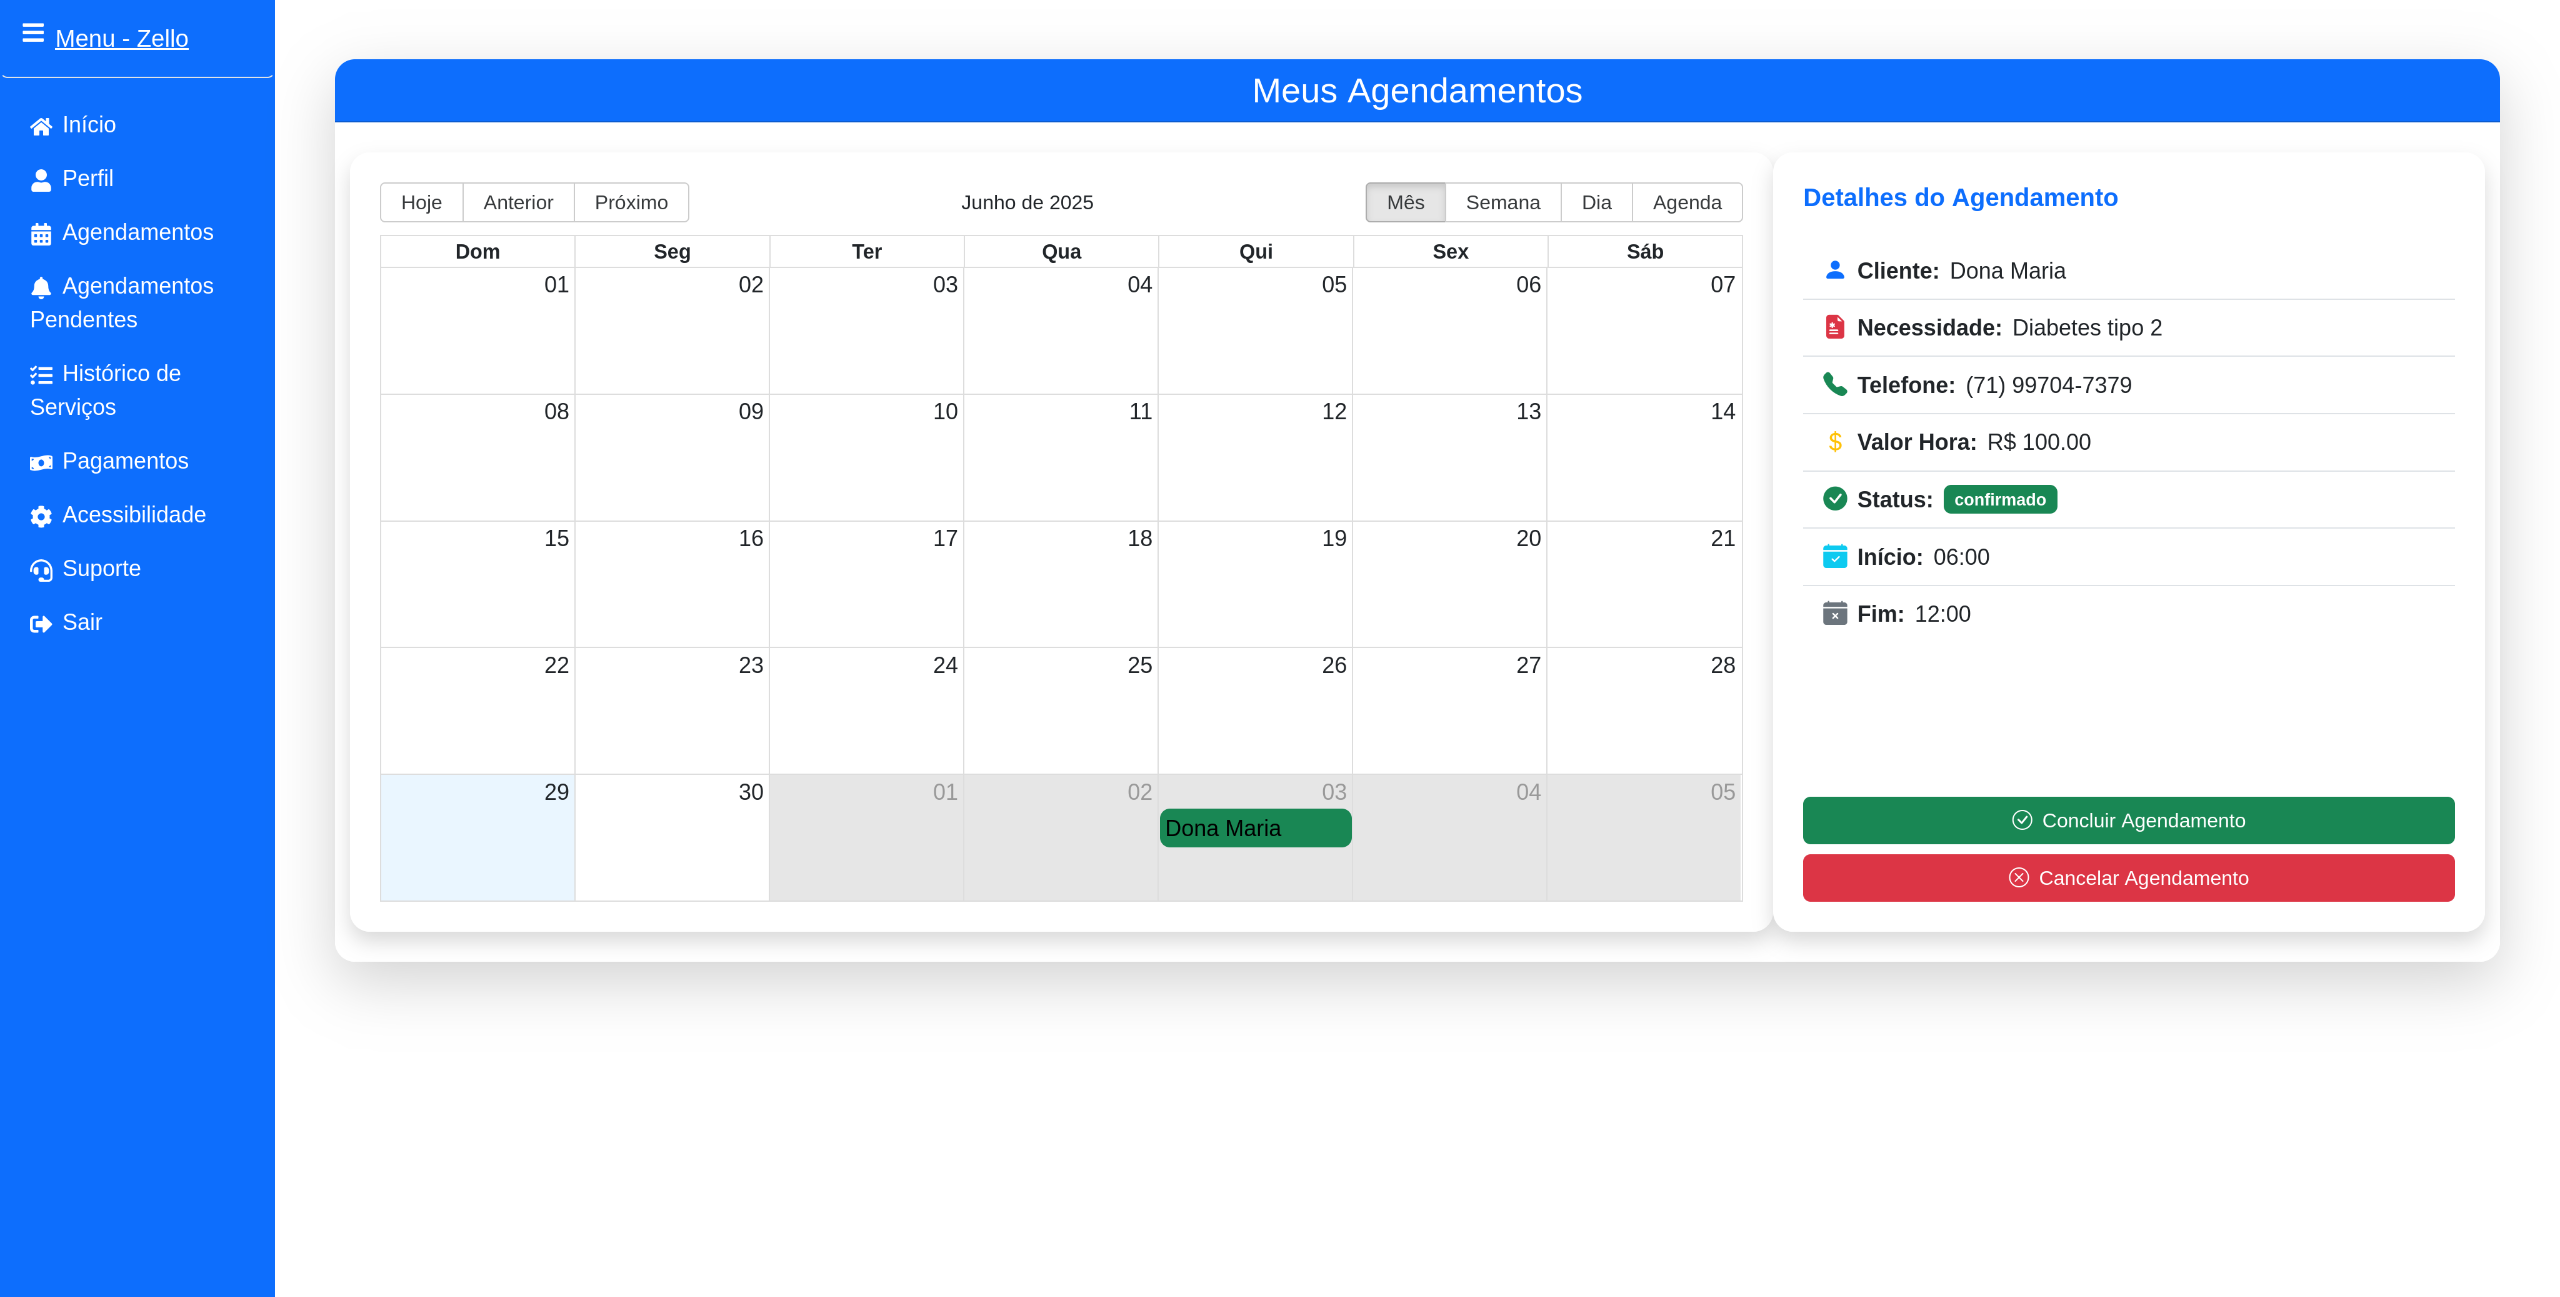 Menu - Zello
Início
Perfil
Agendamentos
Agendamentos
Pendentes
Histórico de
Serviços
Pagamentos
Acessibilidade
Suporte
Sair
Meus Agendamentos
Hoje Anterior Próximo Junho de 2025 Mês Semana Dia Agenda
Dom Seg Ter Qua Qui Sex Sáb
01 02 03 04 05 06 07
08 09 10 11 12 13 14
15 16 17 18 19 20 21
22 23 24 25 26 27 28
29 30 01 02 03 04 05
Dona Maria
Detalhes do Agendamento
Cliente: Dona Maria
Necessidade: Diabetes tipo 2
Telefone: (71) 99704-7379
$ Valor Hora: R$ 100.00
Status: confirmado
Início: 06:00
Fim: 12:00
Concluir Agendamento
Cancelar Agendamento